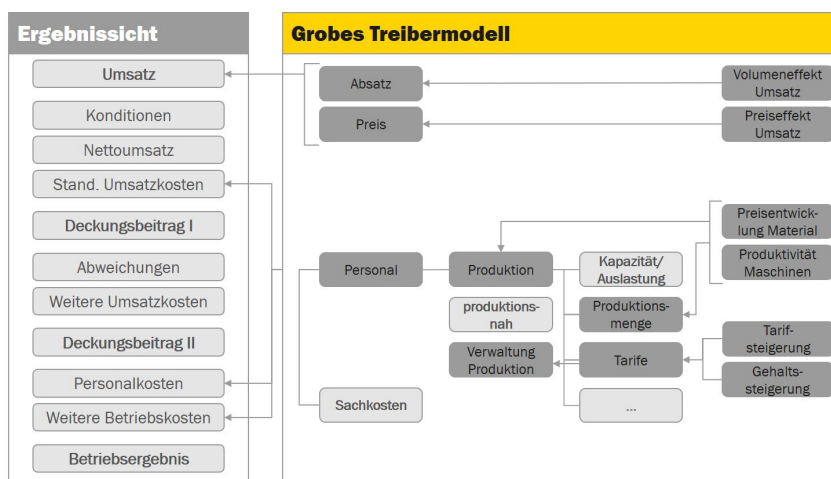 Ergebnissicht
Umsatz
Konditionen
Nettoumsatz
Stand. Umsatzkosten
Deckungsbeitrag I
Abweichungen
Weitere Umsatzkosten
Deckungsbeitrag II
Personalkosten
Weitere Betriebskosten
Betriebsergebnis
Grobes Treibermodell
Absatz
Volumeneffekt
Umsatz
Preis
Preiseffekt
Umsatz
Personal
Produktion
Kapazität/
Auslastung
Preisentwick-
lung Material
Produktivität
Maschinen
produktions-
nah
Produktions-
menge
Verwaltung
Produktion
Tarife
Tarif-
steigerung
Gehalts-
steigerung
Sachkosten
...